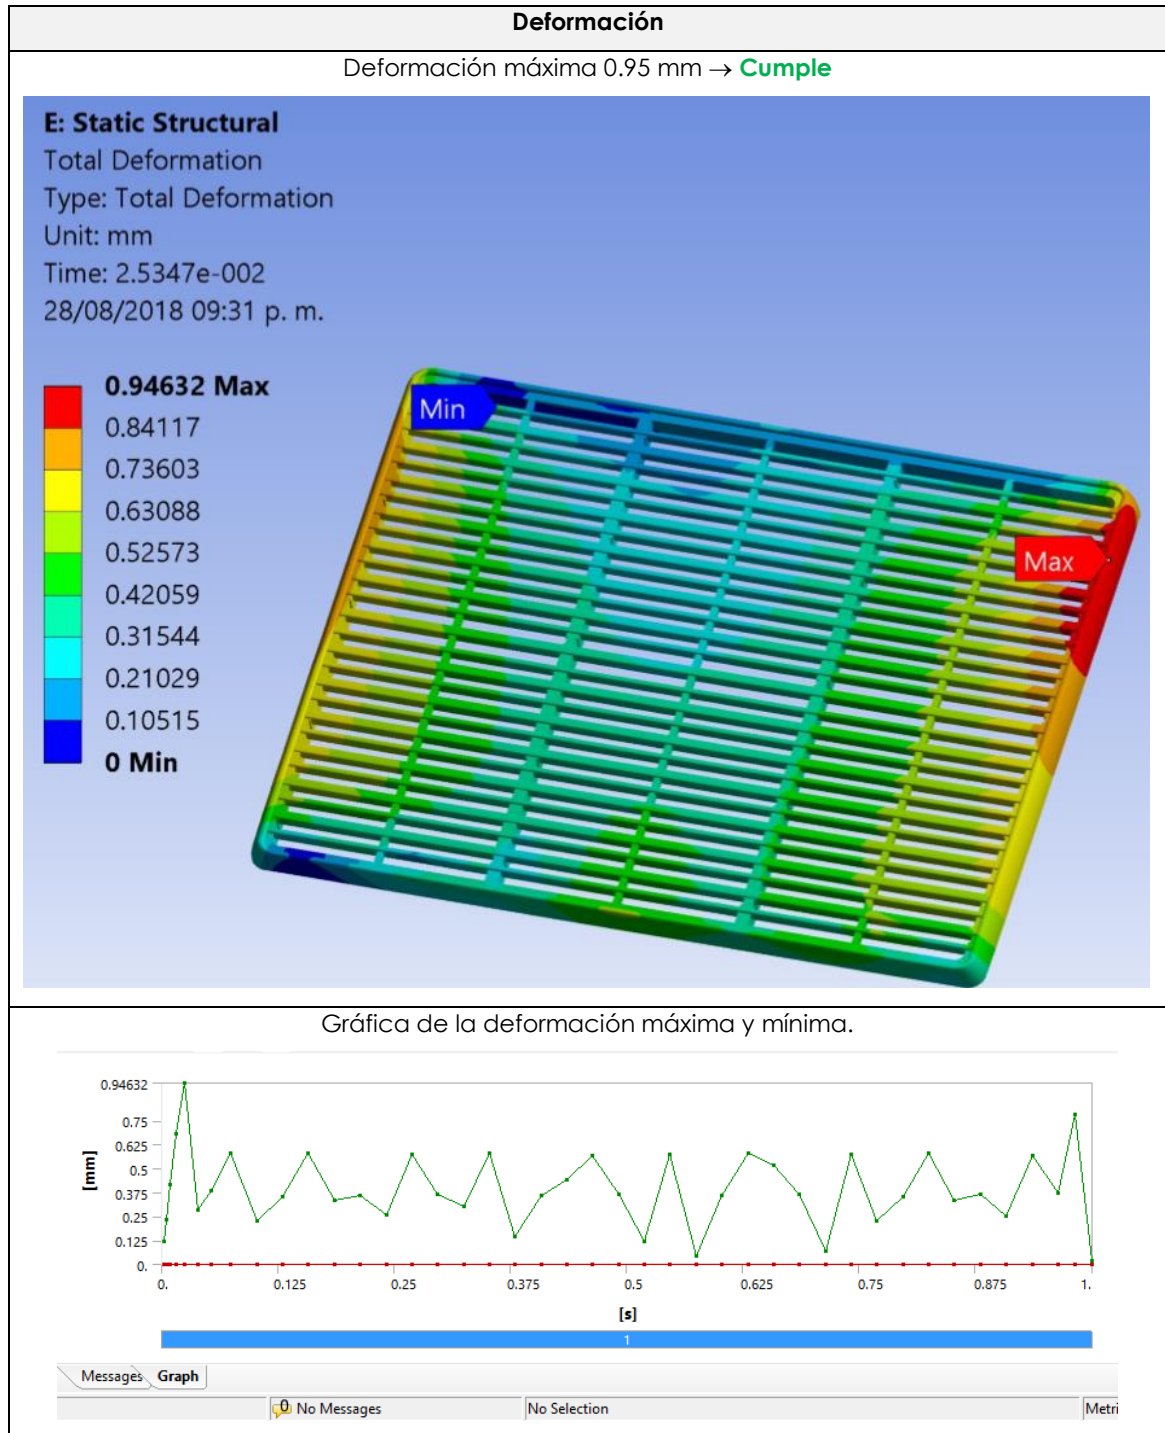 Deformación
Deformación máxima 0.95 mm → Cumple
E: Static Structural
Total Deformation
Type: Total Deformation
Unit: mm
Time: 2.5347e-002
28/08/2018 09:31 p. m.
0.94632 Max
0.84117
0.73603
0.63088
0.52573
0.42059
0.31544
0.21029
0.10515
0 Min
Min
Max
Gráfica de la deformación máxima y mínima.
0.94632
0.75
0.625
0.5
0.375
0.25
0.125
0.
[mm]
0. 0.125 0.25 0.375 0.5 0.625 0.75 0.875 1.
[s]
1
Messages Graph
0 No Messages No Selection Metri